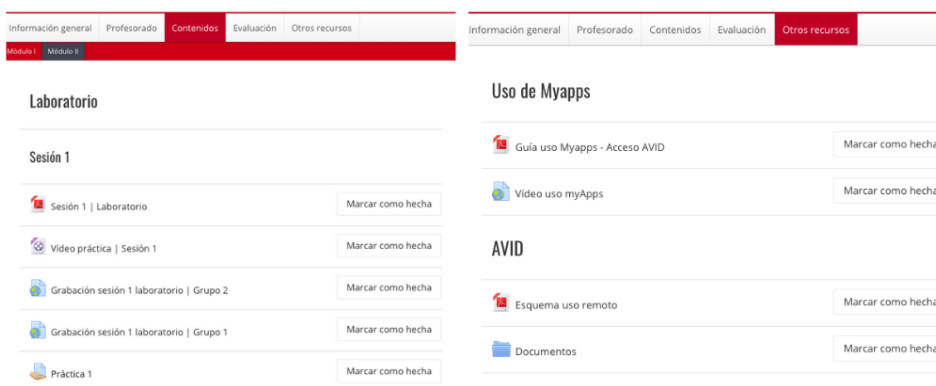 Información general Profesorado Contenidos Evaluación Otros recursos
Módulo I Módulo II
Laboratorio
Sesión 1
Sesión 1 | Laboratorio Marcar como hecha
Vídeo práctica | Sesión 1 Marcar como hecha
Grabación sesión 1 laboratorio | Grupo 2 Marcar como hecha
Grabación sesión 1 laboratorio | Grupo 1 Marcar como hecha
Práctica 1 Marcar como hecha
Información general Profesorado Contenidos Evaluación Otros recursos
Uso de Myapps
Guía uso Myapps - Acceso AVID Marcar como hecha
Vídeo uso myApps Marcar como hecha
AVID
Esquema uso remoto Marcar como hecha
Documentos Marcar como hecha